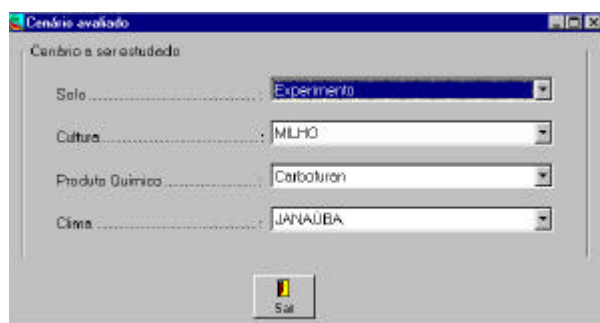 Cenário avaliado
Cenário a ser estudado
Solo : Experimento
Cultura : MILHO
Produto Químico : Carbofuran
Clima : JANAÚBA
Sair